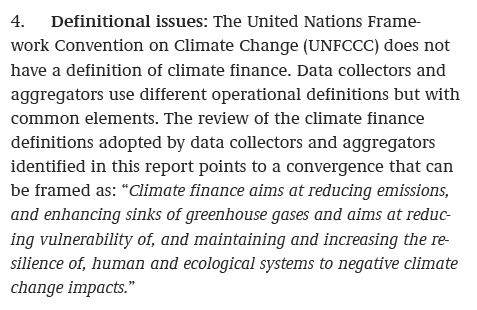 4. Definitional issues: The United Nations Frame-
work Convention on Climate Change (UNFCCC) does not
have a definition of climate finance. Data collectors and
aggregators use different operational definitions but with
common elements. The review of the climate finance
definitions adopted by data collectors and aggregators
identified in this report points to a convergence that can
be framed as: “Climate finance aims at reducing emissions,
and enhancing sinks of greenhouse gases and aims at reduc-
ing vulnerability of, and maintaining and increasing the re-
silience of, human and ecological systems to negative climate
change impacts.”